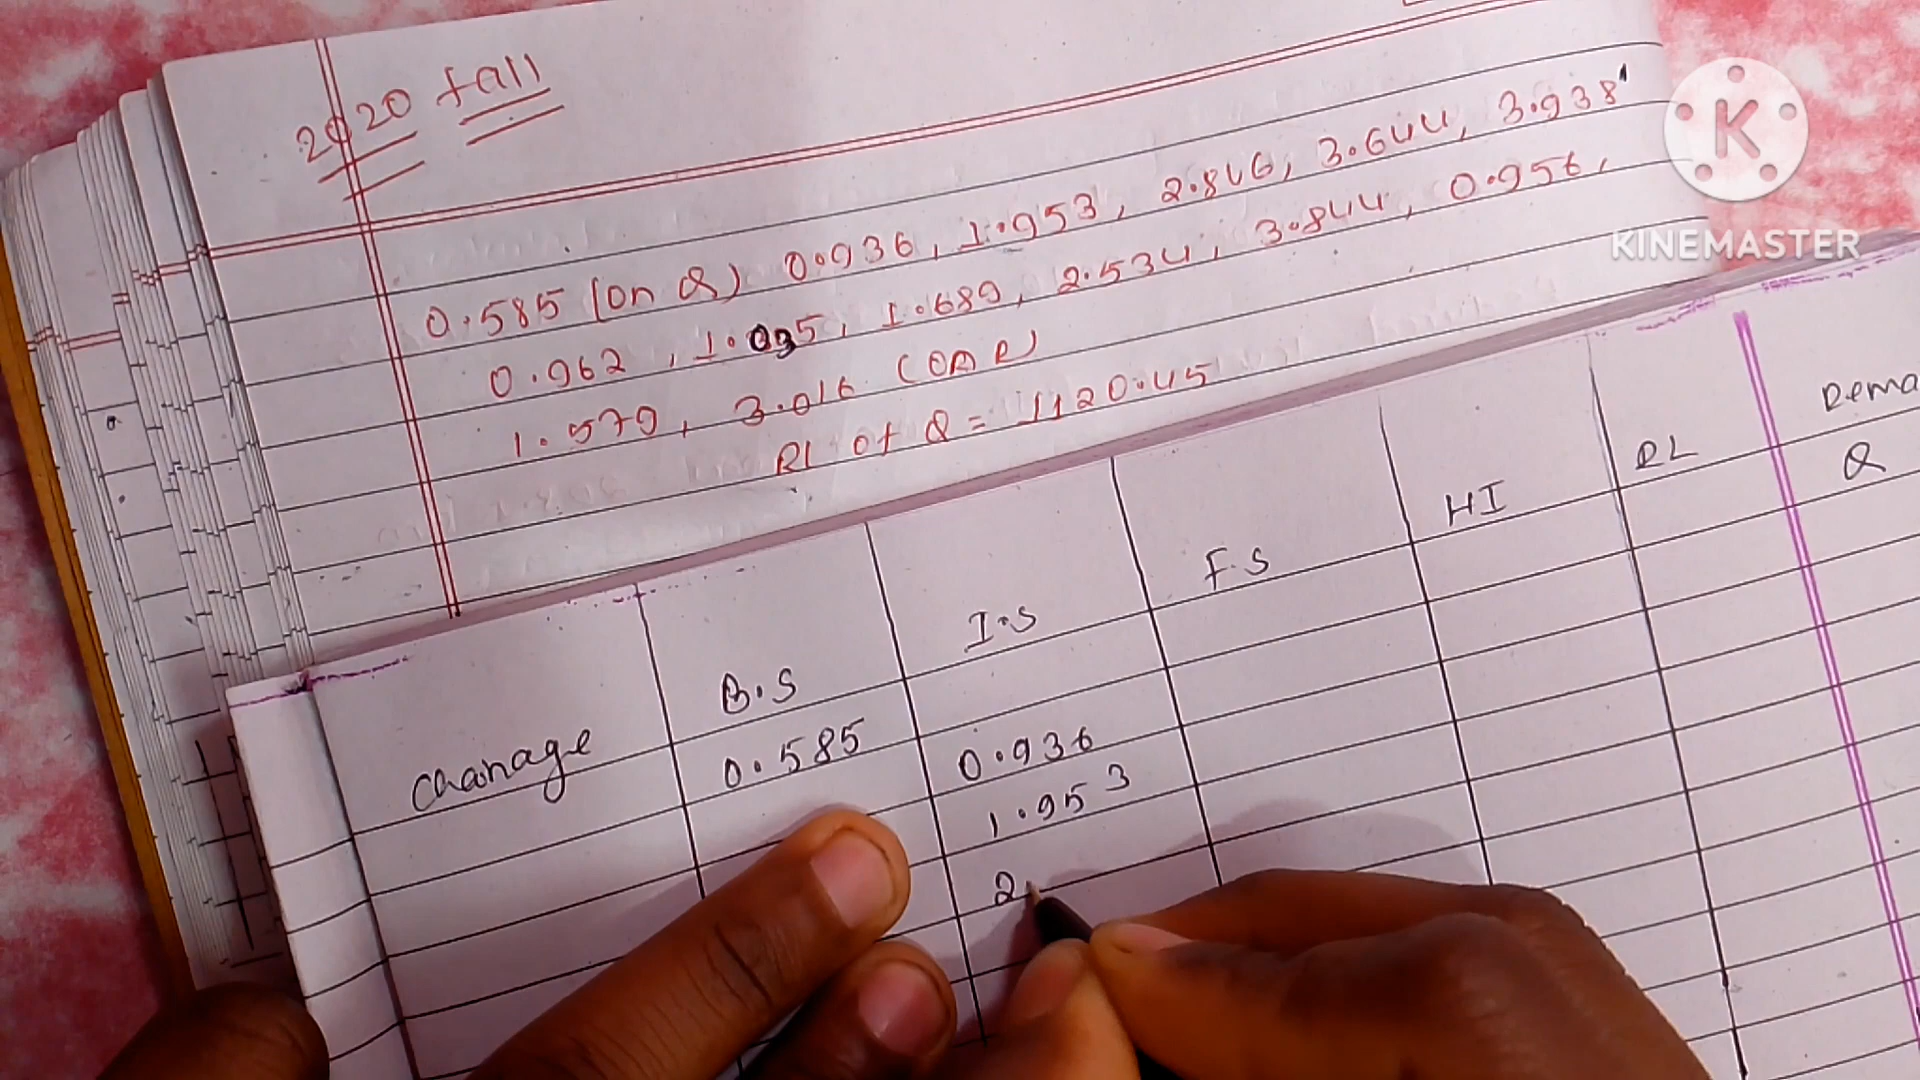 2020 fall
0.585 (on Q) 0.936, 1.953, 2.846, 3.644, 3.938
0.962, 1.035, 1.689, 2.534, 3.844, 0.956,
1.579, 3.016 (on R)
RL of Q = 1120.45
Chainage B.S I.S F.S HI RL Rema
0.585 Q
0.936
1.953
2.
K
KINEMASTER